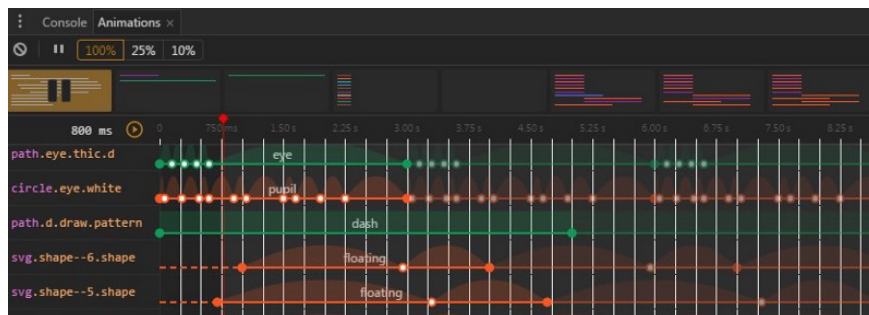 Console Animations ×
100% 25% 10%
800 ms 0 750 ms 1.50 s 2.25 s 3.00 s 3.75 s 4.50 s 5.25 s 6.00 s 6.75 s 7.50 s 8.25 s
path.eye.thic.d eye
circle.eye.white pupil
path.d.draw.pattern dash
svg.shape--6.shape floating
svg.shape--5.shape floating